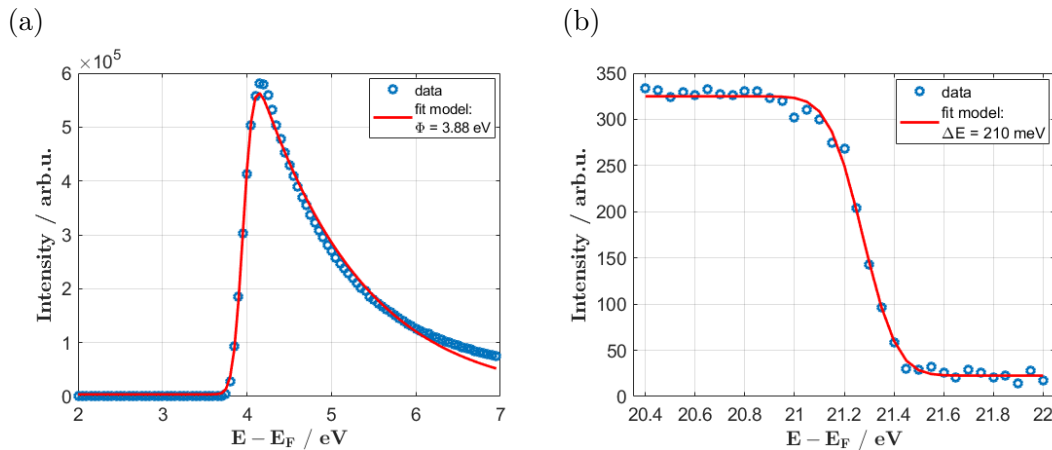 (a)
(b)
×10⁵
6
5
4
3
2
1
0
2
3
4
5
6
7
Intensity / arb.u.
E − E_F / eV
data
fit model:
Φ = 3.88 eV
350
300
250
200
150
100
50
0
20.4
20.6
20.8
21
21.2
21.4
21.6
21.8
22
Intensity / arb.u.
E − E_F / eV
data
fit model:
ΔE = 210 meV